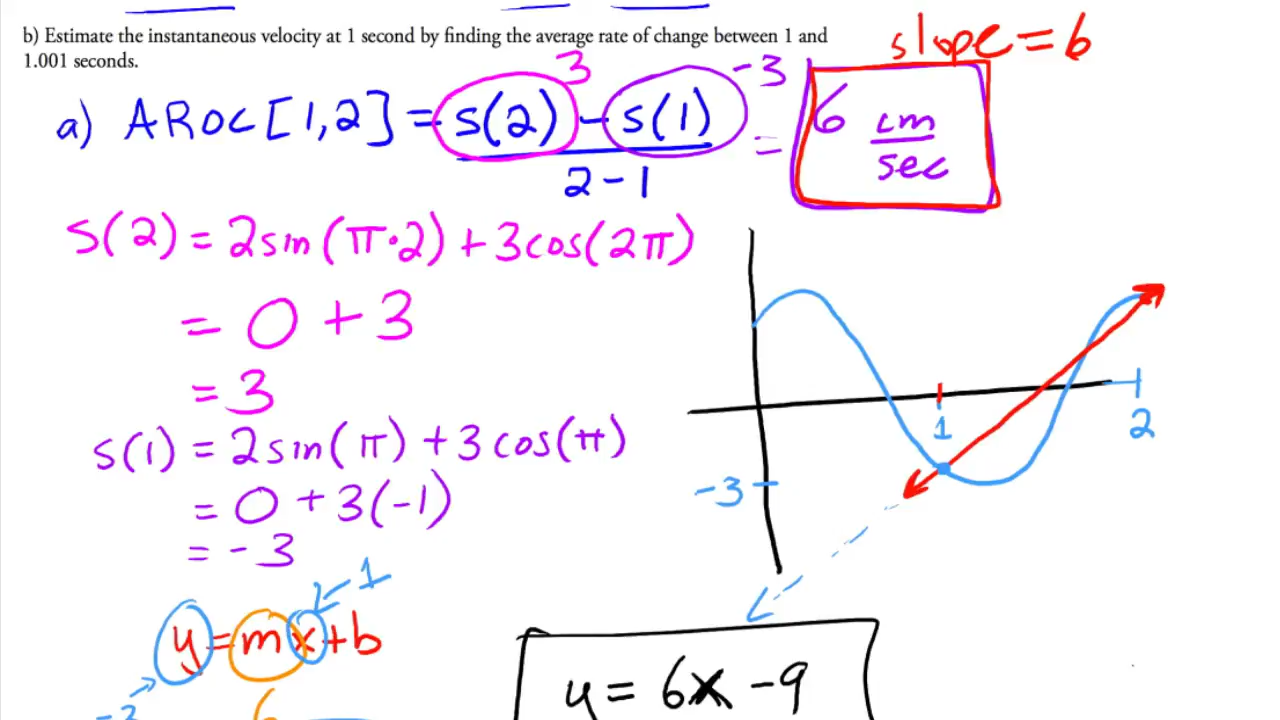 b) Estimate the instantaneous velocity at 1 second by finding the average rate of change between 1 and
1.001 seconds.
slope = 6
3
-3
a) AROC[1,2] = s(2) - s(1) = 6 cm
2 - 1
sec
s(2) = 2sin(π·2) + 3cos(2π)
= 0 + 3
= 3
s(1) = 2sin(π) + 3cos(π)
= 0 + 3(-1)
= -3
1
2
-3
1
y = mx + b
-3
6
y = 6x - 9